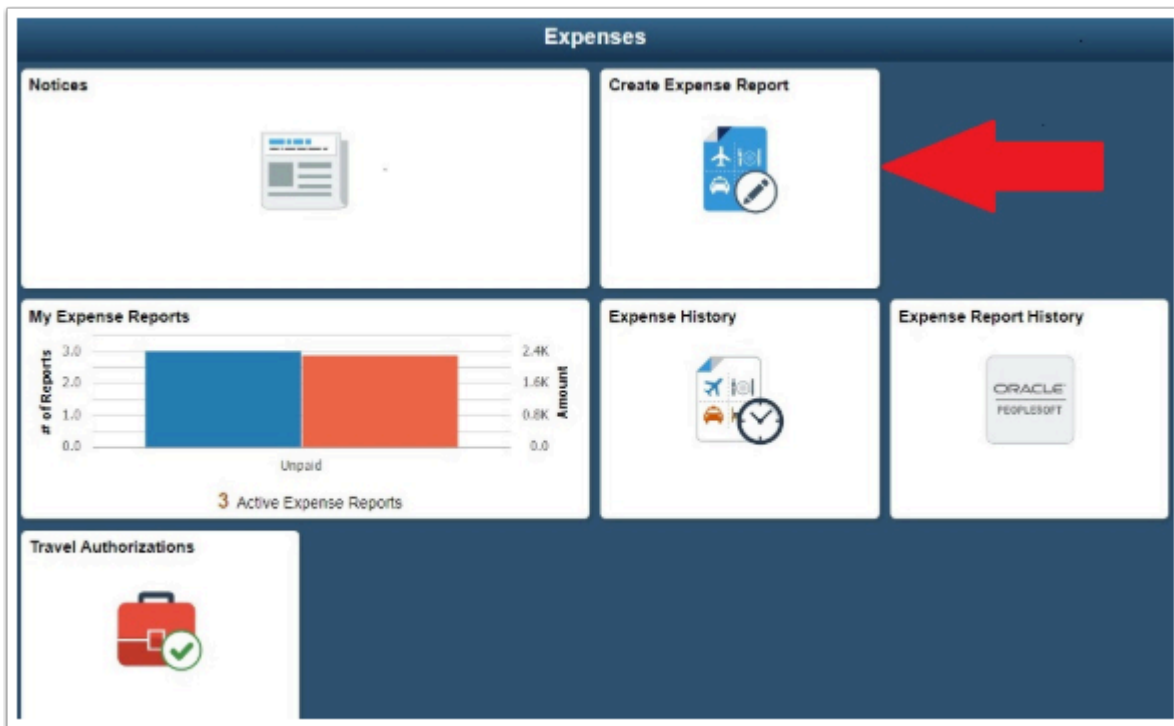 Expenses
Notices
Create Expense Report
My Expense Reports
# of Reports
3.0
2.0
1.0
0.0
2.4K
1.6K
0.8K
0.0
Amount
Unpaid
3 Active Expense Reports
Expense History
Expense Report History
ORACLE
PEOPLESOFT
Travel Authorizations